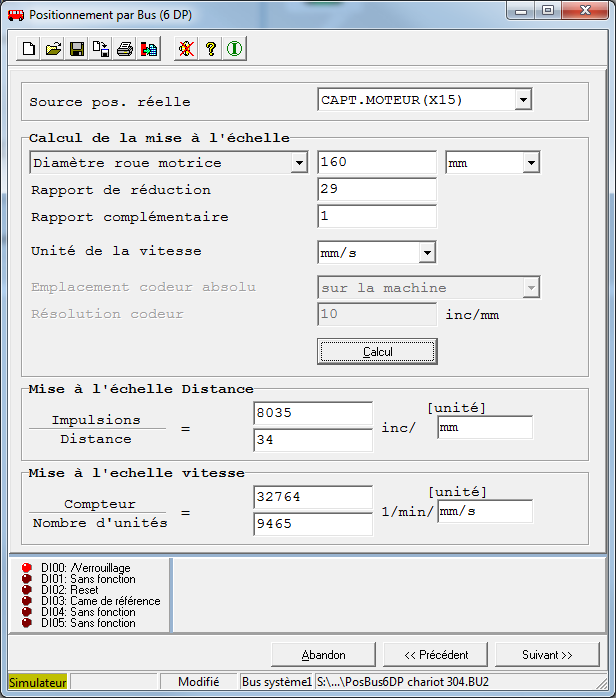 Positionnement par Bus (6 DP)
Source pos. réelle CAPT.MOTEUR(X15)
Calcul de la mise à l'échelle
Diamètre roue motrice 160 mm
Rapport de réduction 29
Rapport complémentaire 1
Unité de la vitesse mm/s
Emplacement codeur absolu sur la machine
Résolution codeur 10 inc/mm
Calcul
Mise à l'échelle Distance
Impulsions 8035 [unité]
= inc/ mm
Distance 34
Mise à l'echelle vitesse
Compteur 32764 [unité]
= 1/min/ mm/s
Nombre d'unités 9465
DI00: /Verrouillage
DI01: Sans fonction
DI02: Reset
DI03: Came de référence
DI04: Sans fonction
DI05: Sans fonction
Abandon << Précédent Suivant >>
Simulateur Modifié Bus système1 S:\...\PosBus6DP chariot 304.BU2